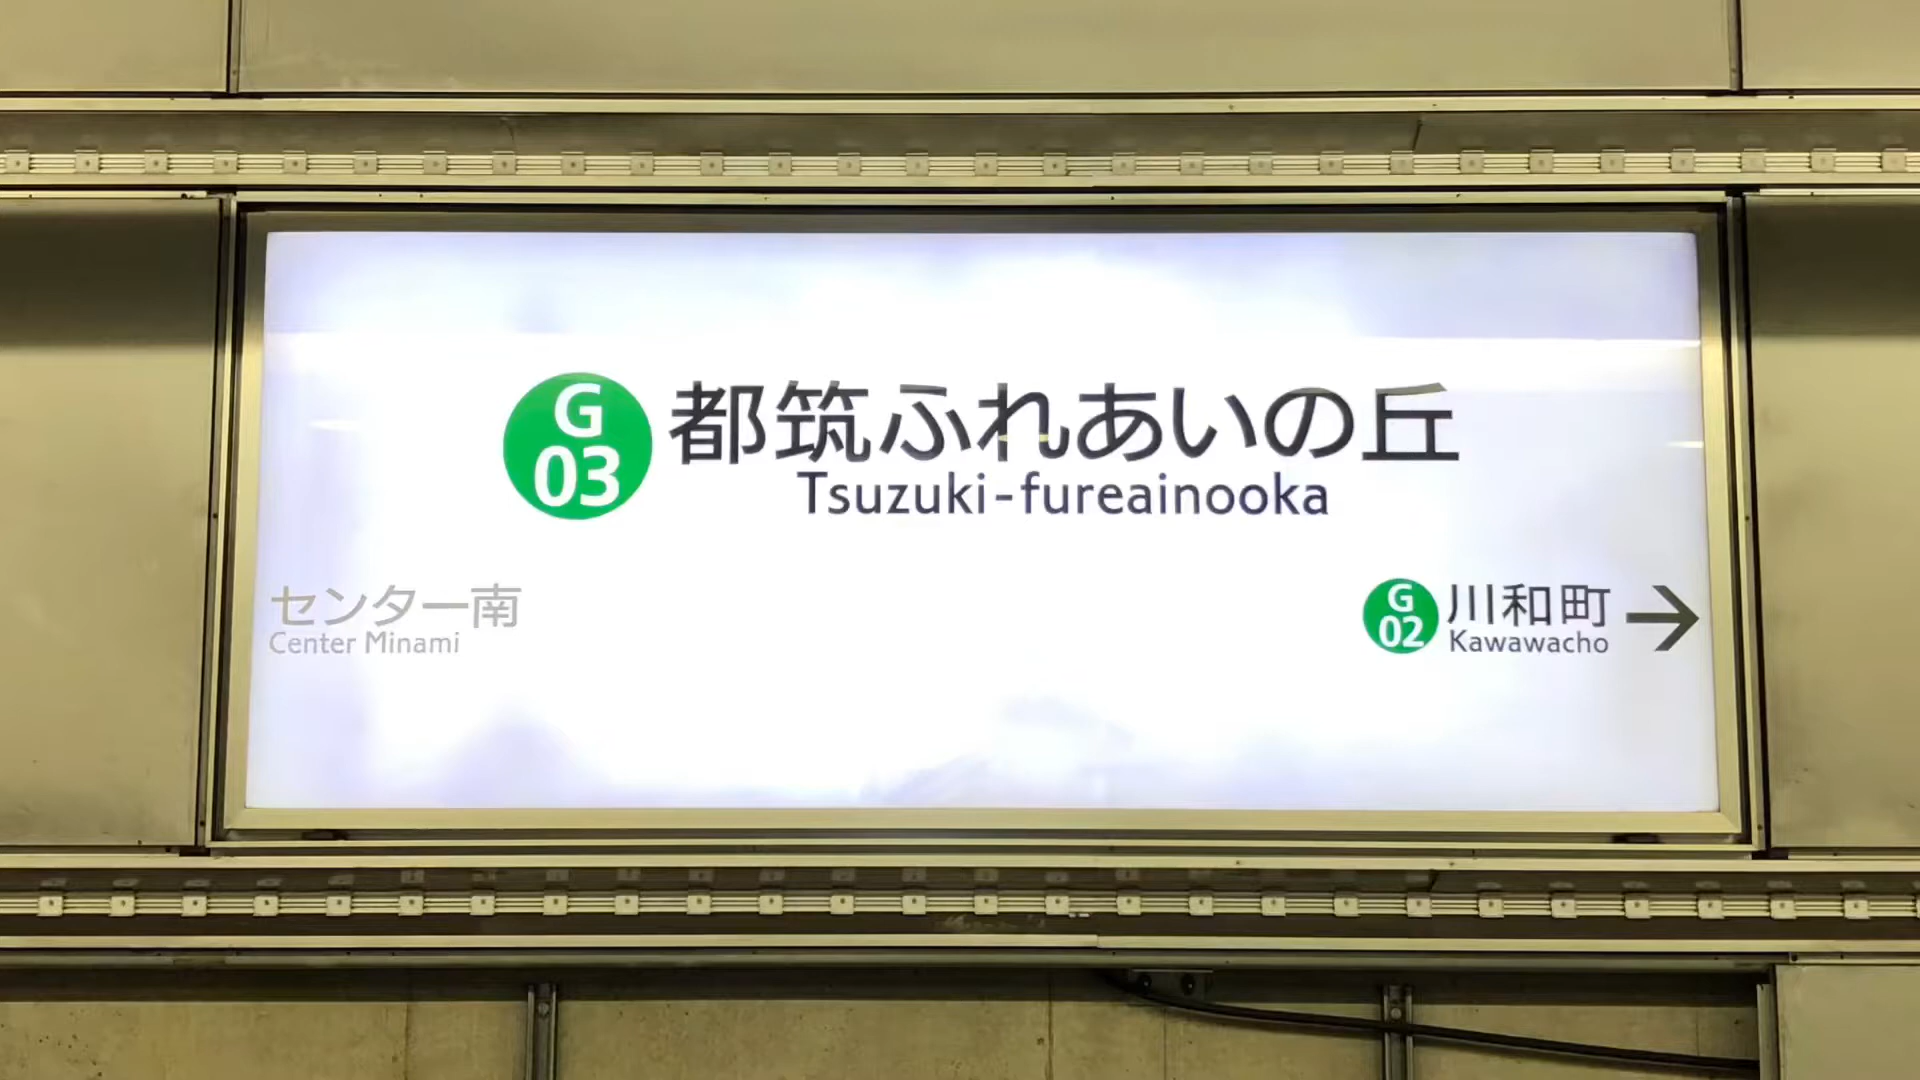 G
03
都筑ふれあいの丘
Tsuzuki-fureainooka
センター南
Center Minami
G
02
川和町
Kawawacho